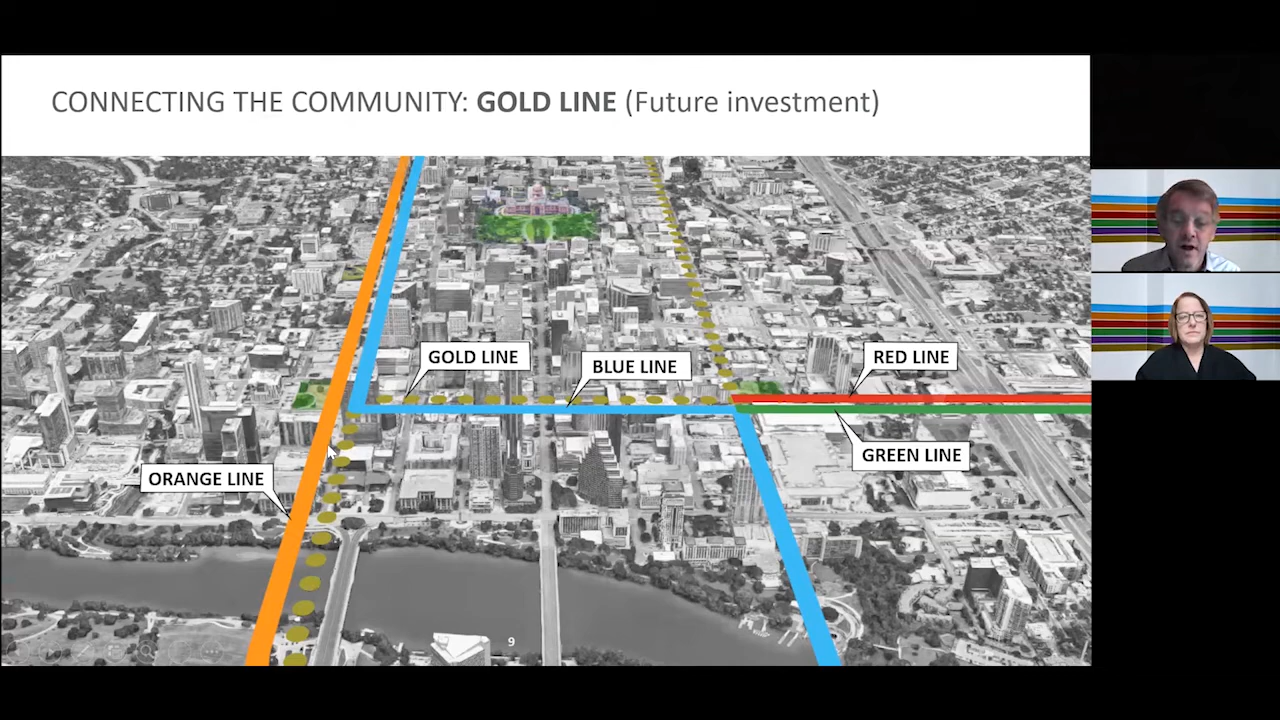 CONNECTING THE COMMUNITY: GOLD LINE (Future investment)
GOLD LINE
BLUE LINE
RED LINE
GREEN LINE
ORANGE LINE
9